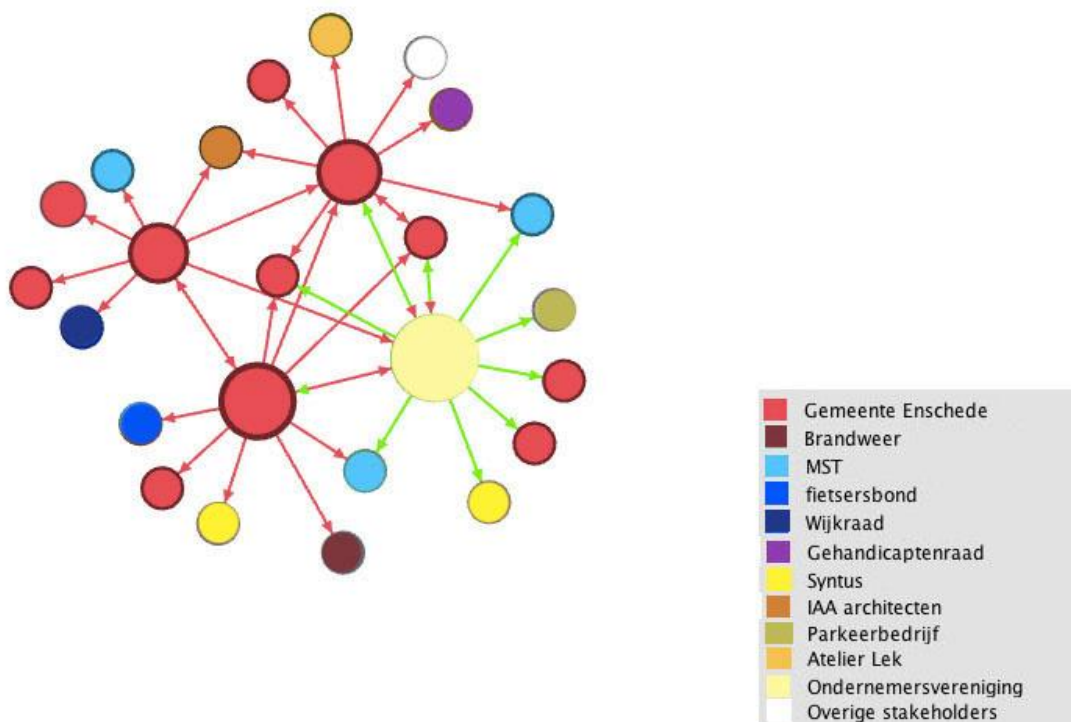 Gemeente Enschede
Brandweer
MST
fietsersbond
Wijkraad
Gehandicaptenraad
Syntus
IAA architecten
Parkeerbedrijf
Atelier Lek
Ondernemersvereniging
Overige stakeholders